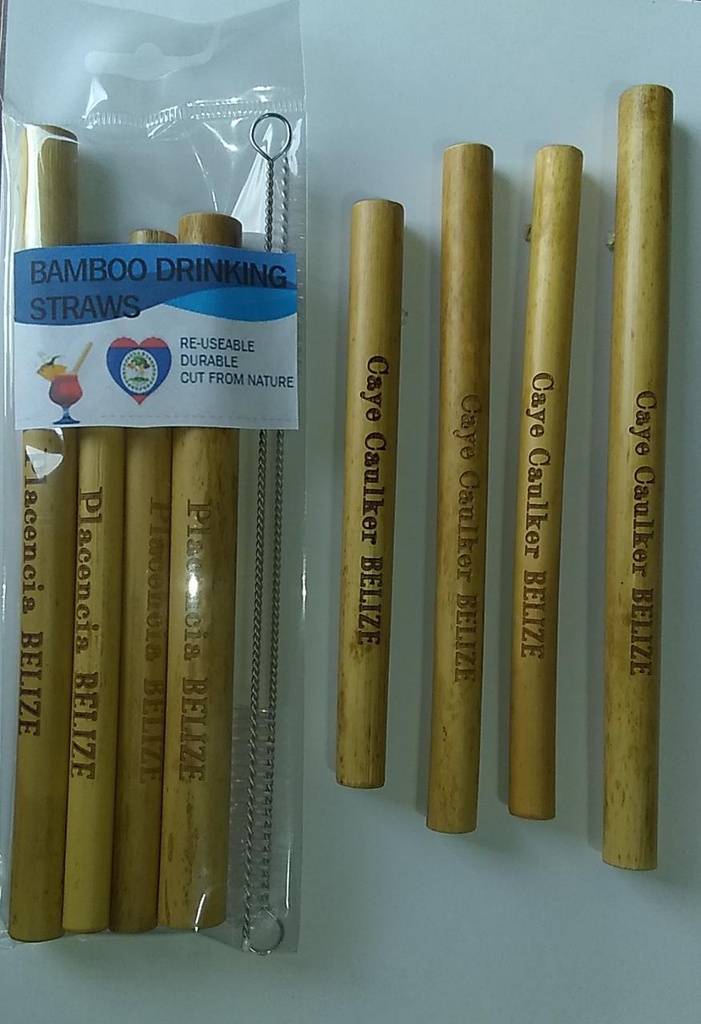 BAMBOO DRINKING
STRAWS
RE-USEABLE
DURABLE
CUT FROM NATURE
Placencia BELIZE
Placencia BELIZE
Placencia BELIZE
Placencia BELIZE
Caye Caulker BELIZE
Caye Caulker BELIZE
Caye Caulker BELIZE
Caye Caulker BELIZE